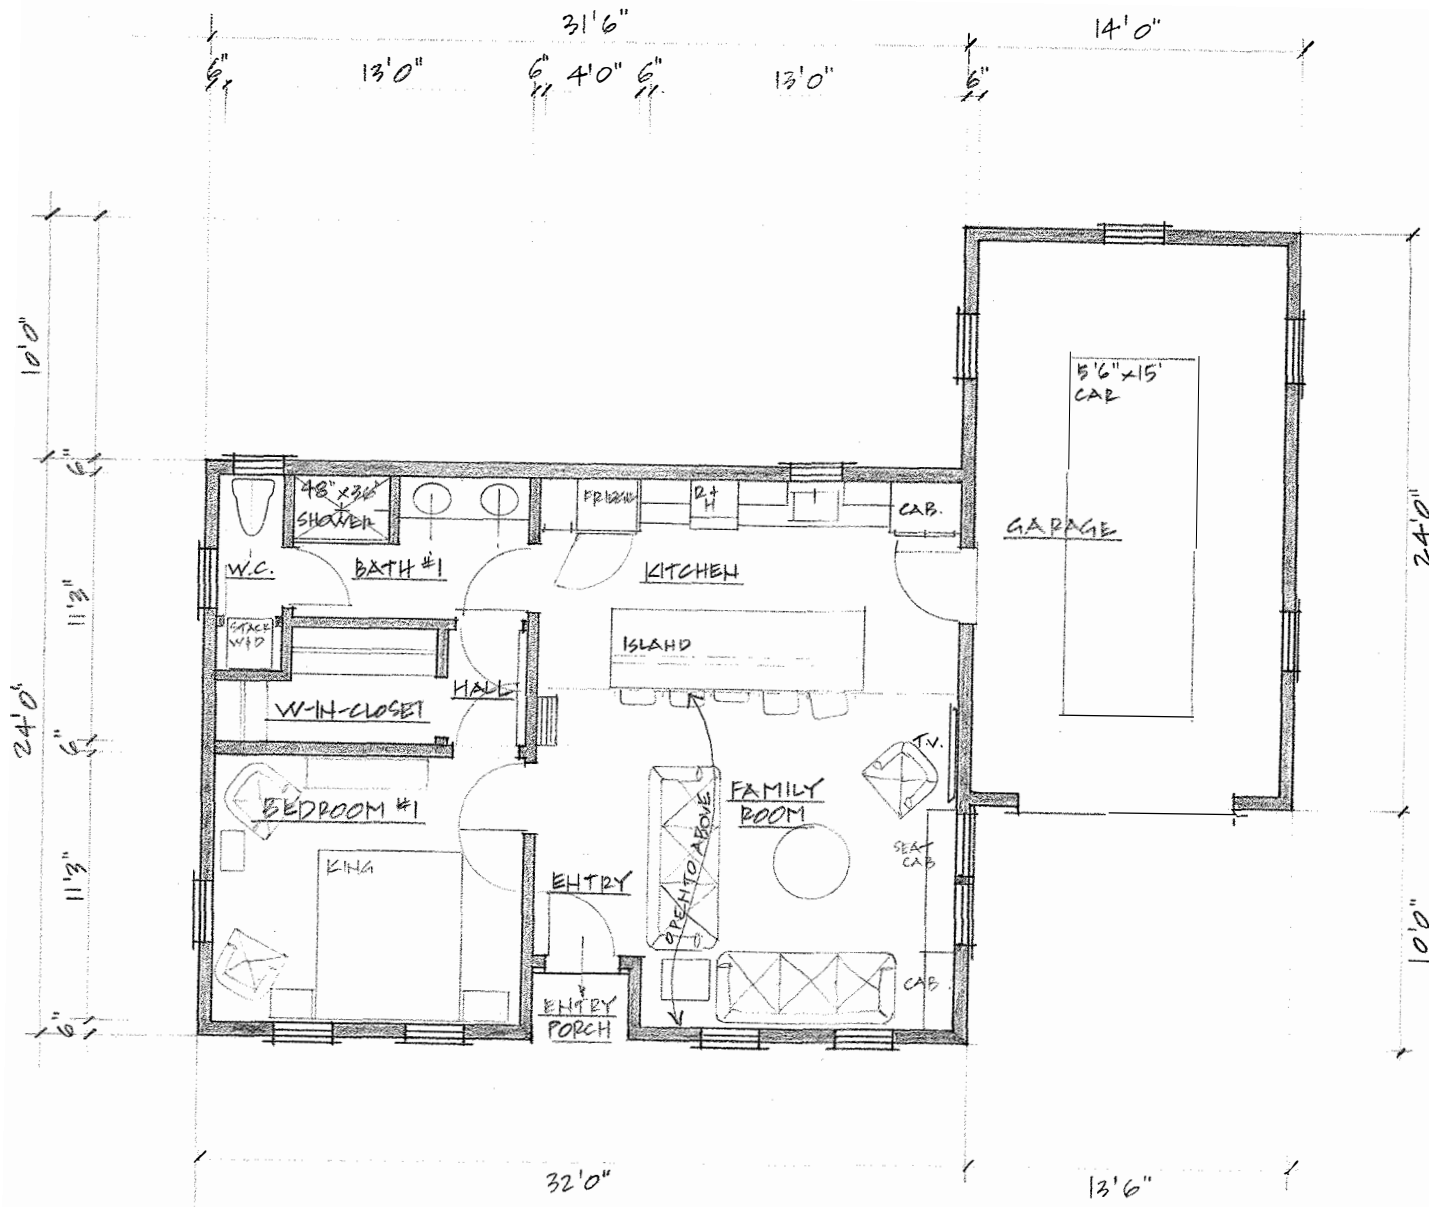 31'6"
14'0"
6"
13'0"
6"
4'0"
6"
13'0"
6"
10'0"
5'6"x15'
CAR
6"
48"x36"
SHOWER
FRIDGE
R+
H
CAB.
GARAGE
24'0"
W.C.
BATH #1
KITCHEN
11'3"
STACK
W+D
ISLAND
HALL
W-IN-CLOSET
24'0"
6"
T.V.
BEDROOM #1
FAMILY
ROOM
OPEN TO ABOVE
SEAT
CAB
KING
11'3"
ENTRY
10'0"
CAB.
ENTRY
PORCH
6"
32'0"
13'6"